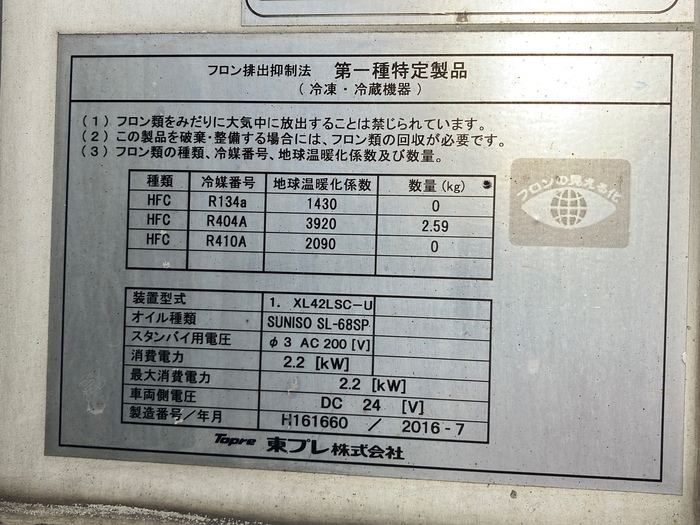 フロン排出抑制法 第一種特定製品
(冷凍・冷蔵機器)
(1) フロン類をみだりに大気中に放出することは禁じられています。
(2) この製品を破棄・整備する場合には、フロン類の回収が必要です。
(3) フロン類の種類、冷媒番号、地球温暖化係数及び数量。
種類 冷媒番号 地球温暖化係数 数量(kg)
HFC R134a 1430 0
HFC R404A 3920 2.59
HFC R410A 2090 0
フロンの見える化
装置型式 1. XL42LSC-U
オイル種類 SUNISO SL-68SP
スタンバイ用電圧 φ3 AC 200 [V]
消費電力 2.2 [kW]
最大消費電力 2.2 [kW]
車両側電圧 DC 24 [V]
製造番号/年月 H161660 / 2016-7
Topre 東プレ株式会社